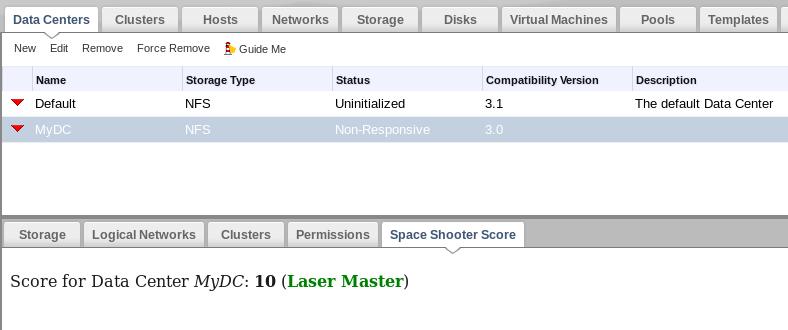 Data Centers Clusters Hosts Networks Storage Disks Virtual Machines Pools Templates
New Edit Remove Force Remove Guide Me
Name Storage Type Status Compatibility Version Description
Default NFS Uninitialized 3.1 The default Data Center
MyDC NFS Non-Responsive 3.0
Storage Logical Networks Clusters Permissions Space Shooter Score
Score for Data Center MyDC: 10 (Laser Master)